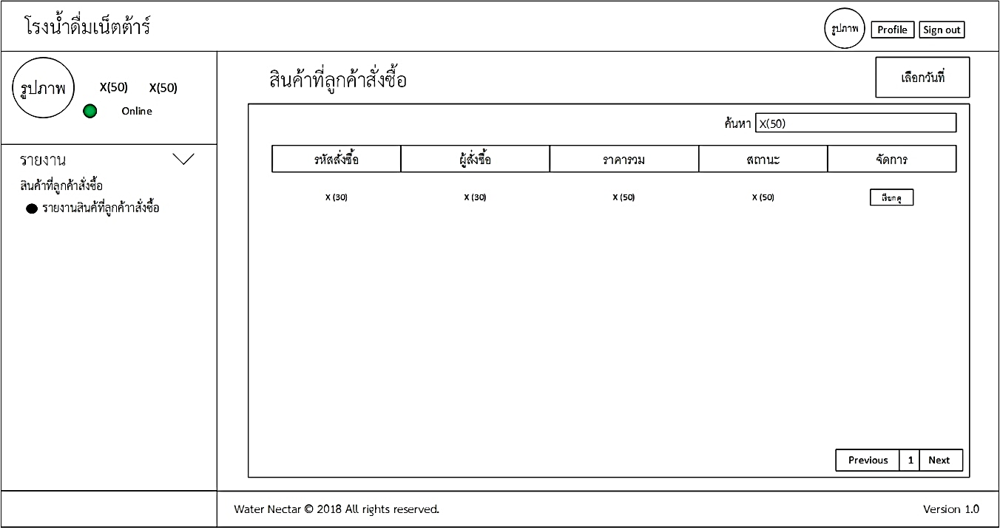 โรงน้ำดื่มเน็ตต้าร์
รูปภาพ Profile Sign out
รูปภาพ X(50) X(50)
Online
รายงาน
สินค้าที่ลูกค้าสั่งซื้อ
รายงานสินค้ที่ลูกค้าาสั่งซื้อ
สินค้าที่ลูกค้าสั่งซื้อ
เลือกวันที่
ค้นหา X(50)
รหัสสั่งซื้อ ผู้สั่งซื้อ ราคารวม สถานะ จัดการ
X (30) X (30) X (50) X (50) เรียกดู
Previous 1 Next
Water Nectar © 2018 All rights reserved.
Version 1.0